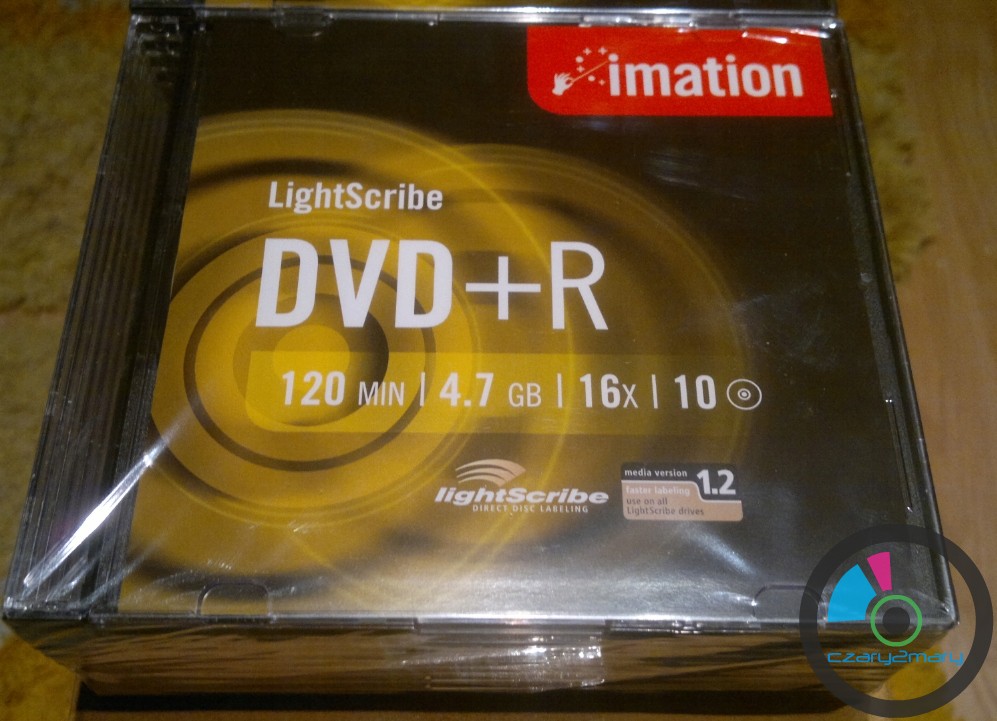 imation
LightScribe
DVD+R
120 MIN | 4.7 GB | 16x | 10
lightScribe
DIRECT DISC LABELING
media version 1.2
faster labeling
use on all
LightScribe drives
czary2mary